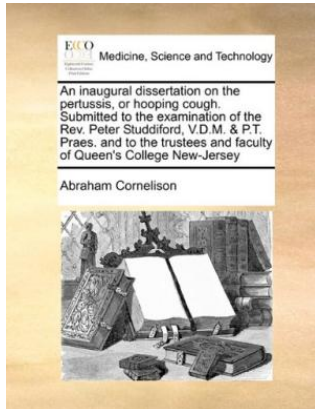 ECCO
Medicine, Science and Technology
An inaugural dissertation on the
pertussis, or hooping cough.
Submitted to the examination of the
Rev. Peter Studdiford, V.D.M. & P.T.
Praes. and to the trustees and faculty
of Queen's College New-Jersey
Abraham Cornelison